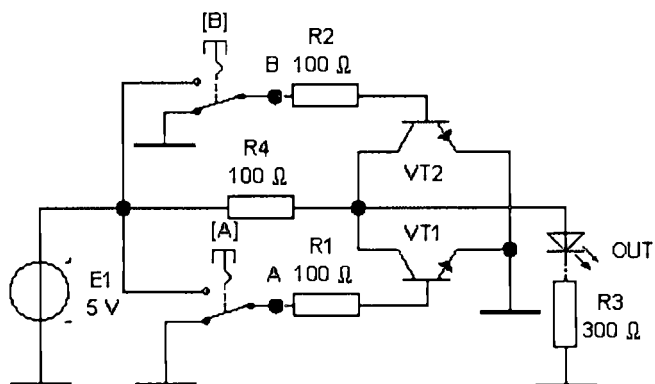 [B]
R2
B 100 Ω
R4
100 Ω
VT2
[A]
VT1
R1
A 100 Ω
E1
5 V
OUT
R3
300 Ω